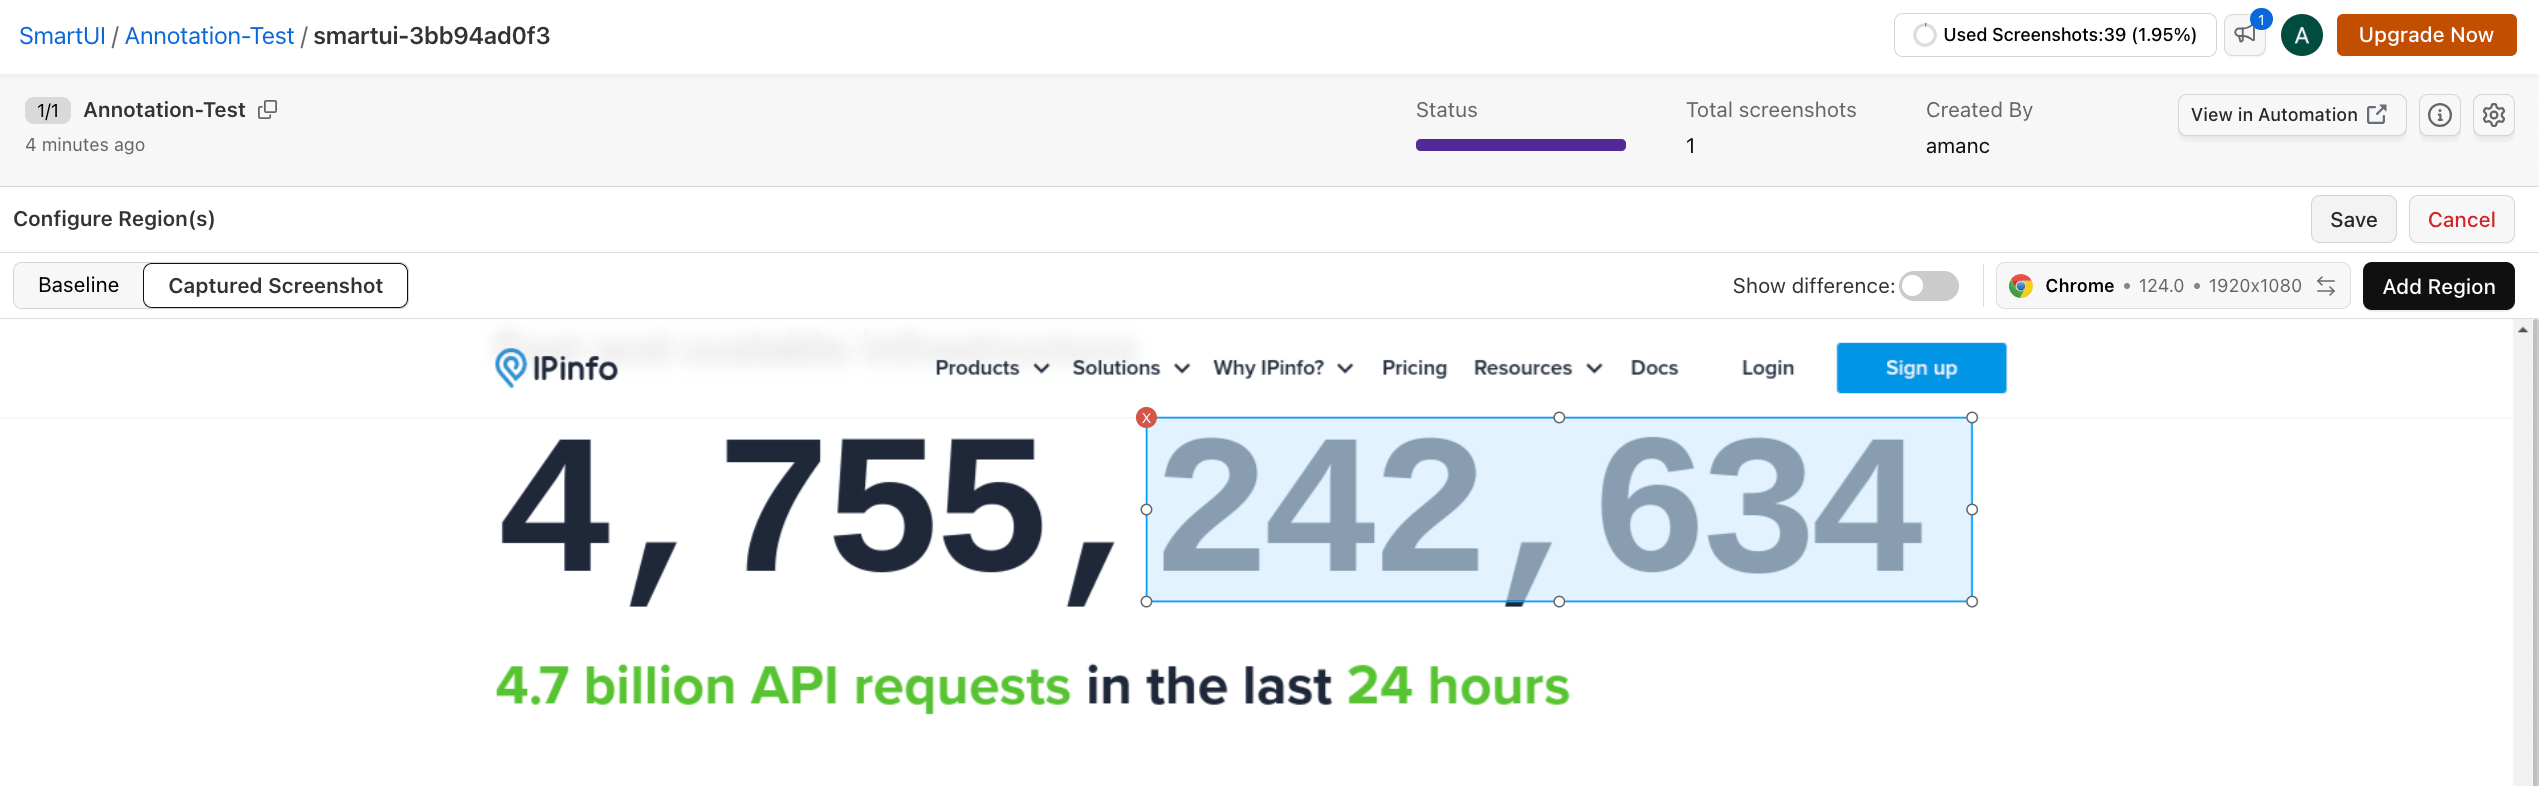 SmartUI / Annotation-Test / smartui-3bb94ad0f3
Used Screenshots:39 (1.95%)
1
A
Upgrade Now
1/1 Annotation-Test
4 minutes ago
Status
Total screenshots
1
Created By
amanc
View in Automation
Configure Region(s)
Save
Cancel
Baseline
Captured Screenshot
Show difference:
Chrome • 124.0 • 1920x1080
Add Region
IPinfo
Products
Solutions
Why IPinfo?
Pricing
Resources
Docs
Login
Sign up
X
4,755,242,634
4.7 billion API requests in the last 24 hours